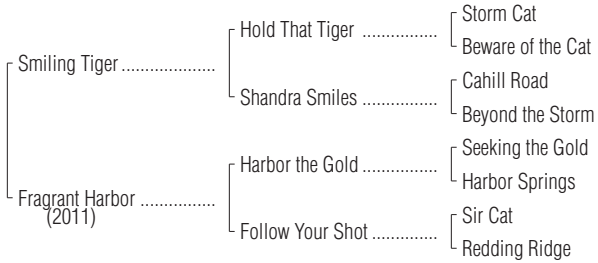 Storm Cat
Hold That Tiger ..................
Beware of the Cat
Smiling Tiger ...................
Cahill Road
Shandra Smiles ................
Beyond the Storm
Seeking the Gold
Harbor the Gold ................
Harbor Springs
Fragrant Harbor ................
(2011)
Sir Cat
Follow Your Shot ..............
Redding Ridge